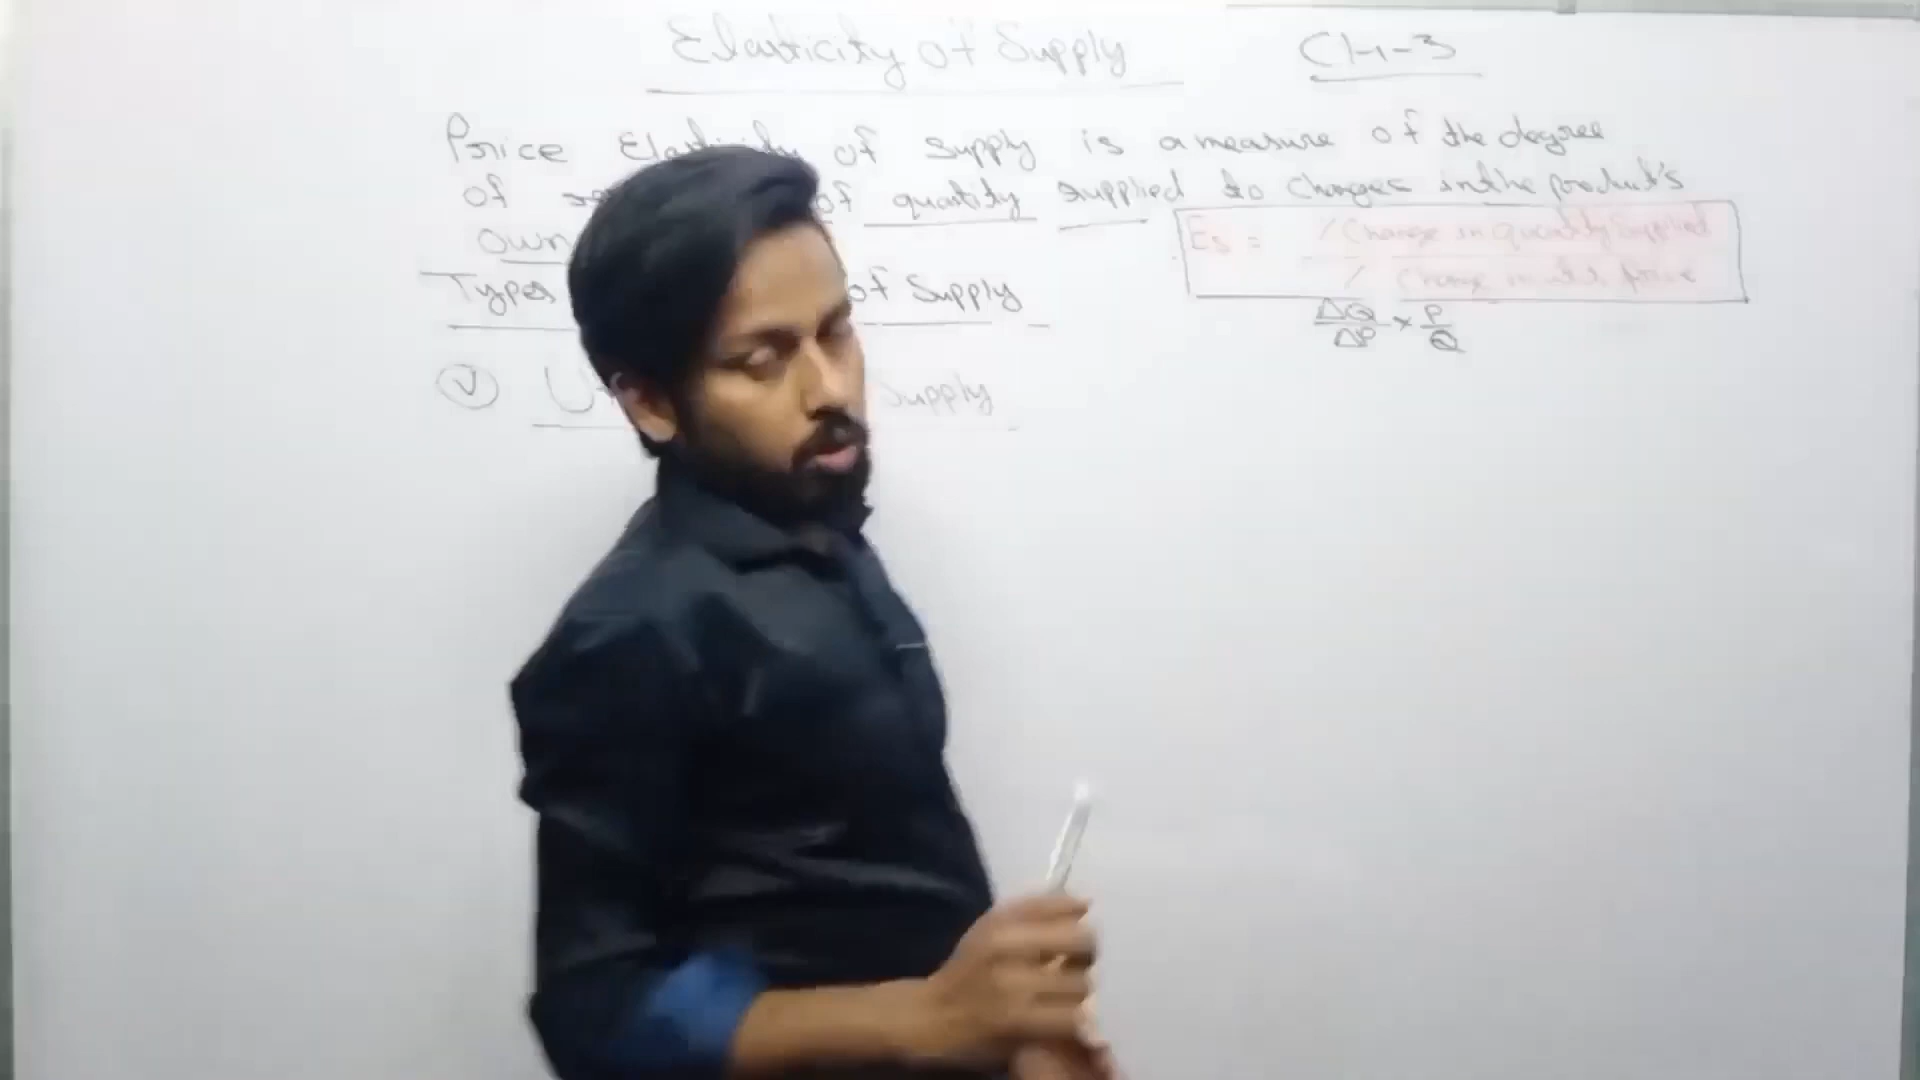 Elasticity of Supply CH-3
Price Elasticity of supply is a measure of the degree
of of quantity supplied to changes in the product's
own
Es = % Change in quantity supplied
% Change in its price
Types of Supply
ΔQ/ΔP × P/Q
(V) Supply